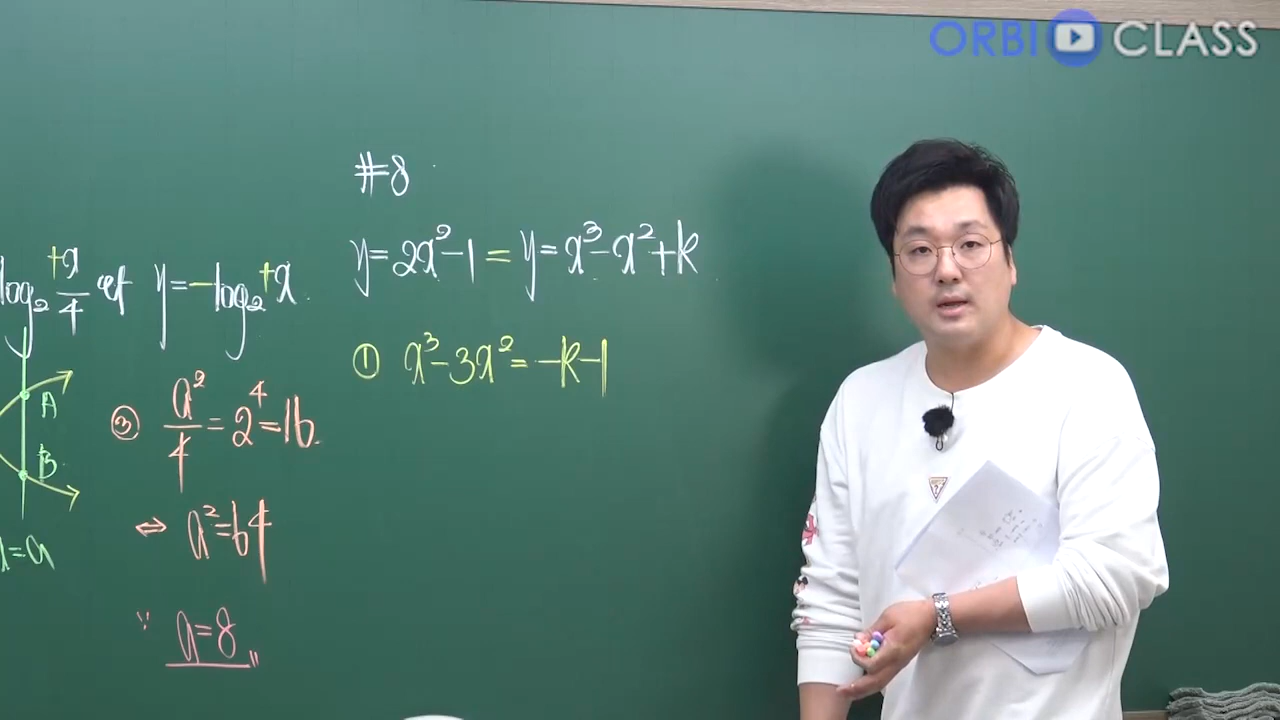 ORBI CLASS
log₂ +x/4 와 y=-log₂ +x
A
B
x=a
③ a²/4 = 2⁴ = 16
⇔ a²=64
∵ a=8 〃
#8
y=2x²-1 = y=x³-x²+k
① x³-3x² = -k-1